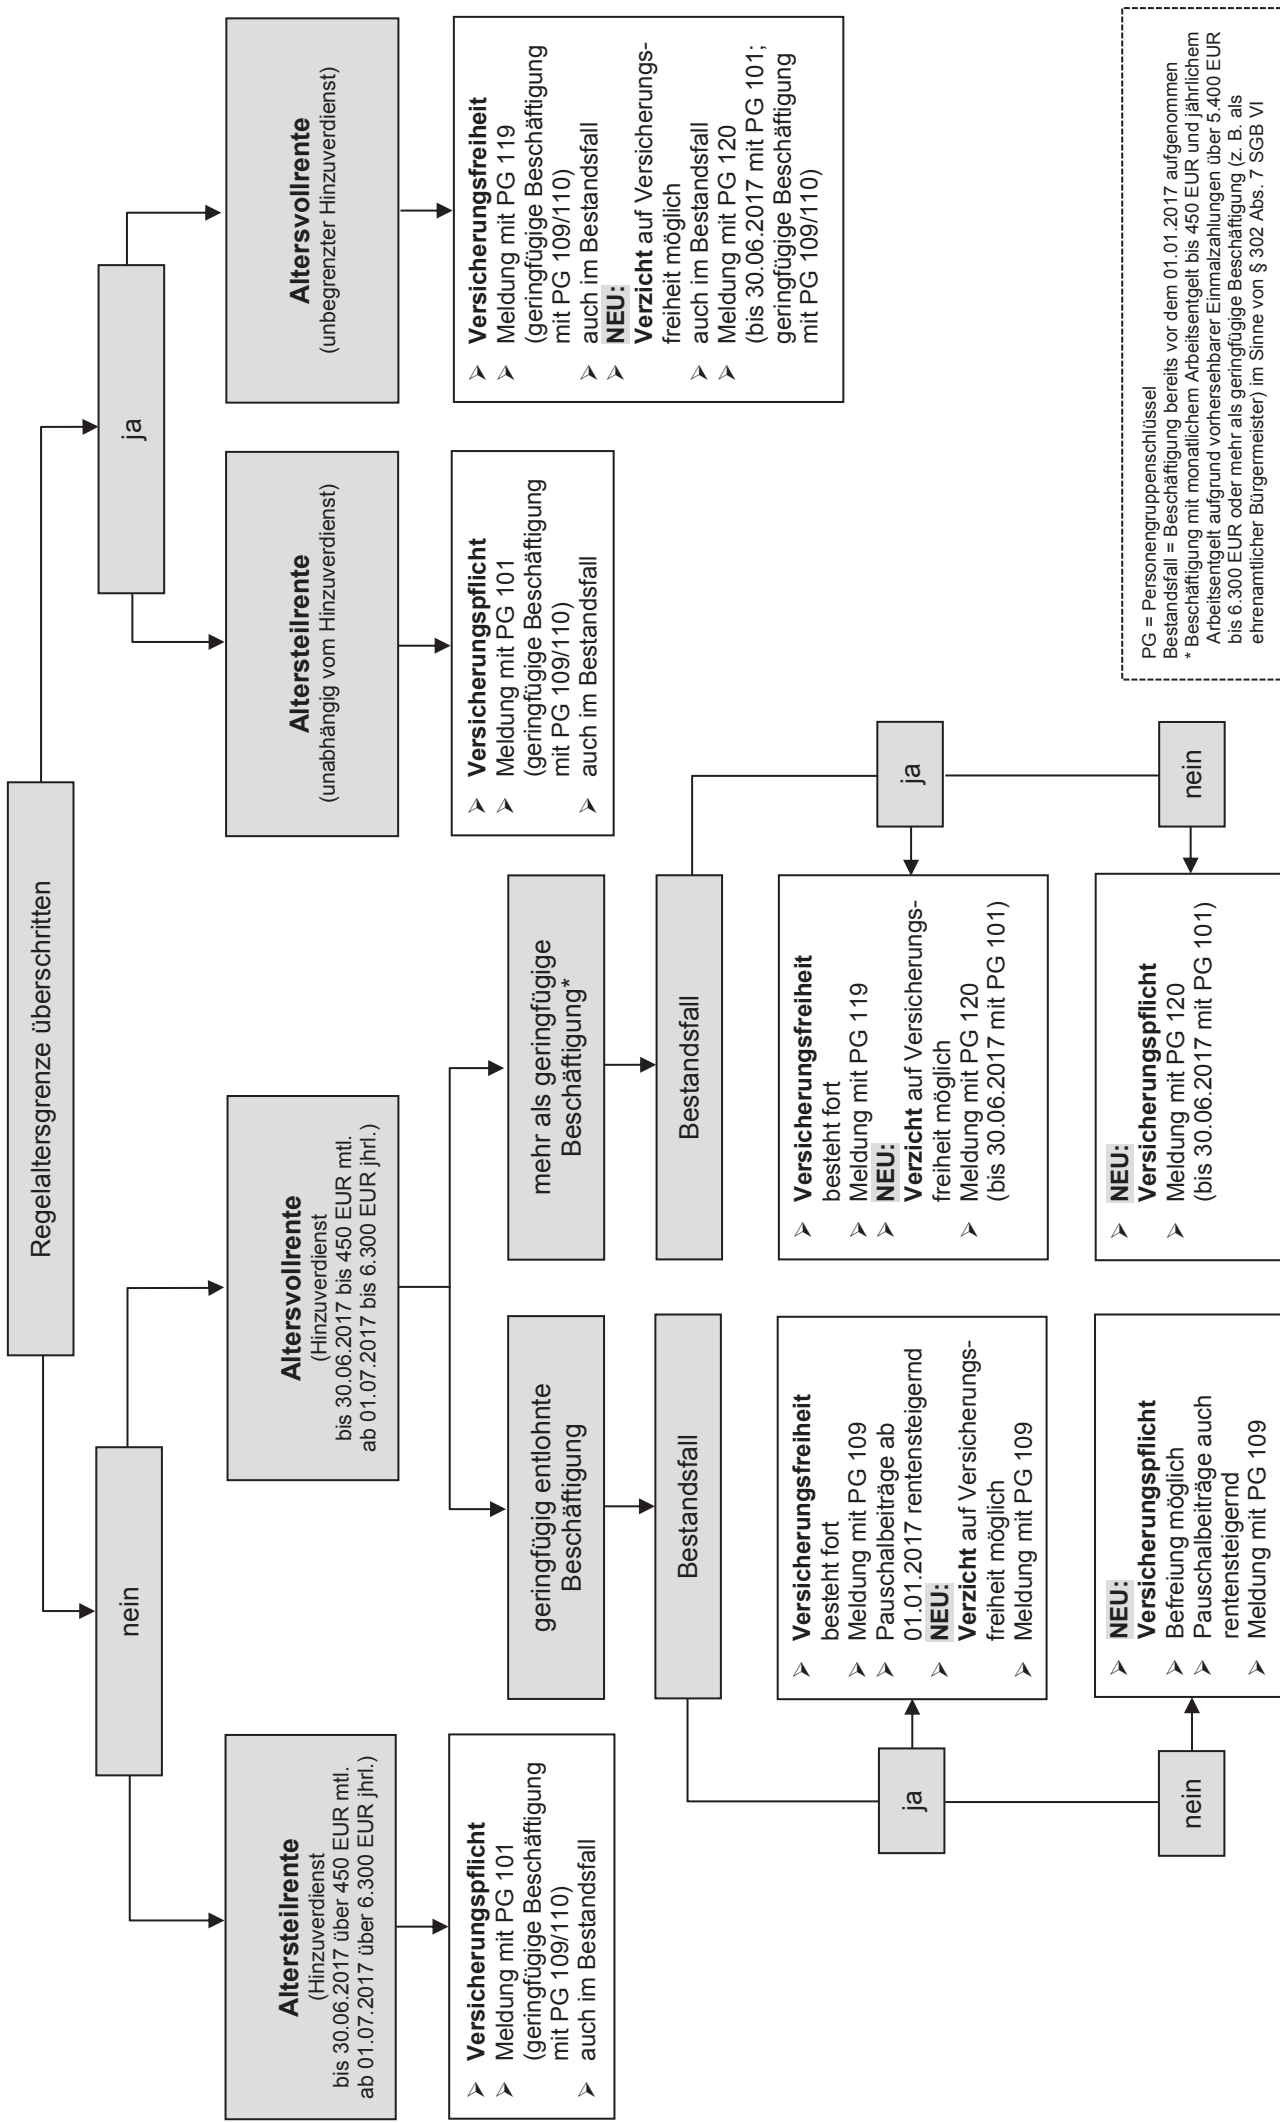 Regelaltersgrenze überschritten
nein
ja
Altersteilrente
(Hinzuverdienst
bis 30.06.2017 über 450 EUR mtl.
ab 01.07.2017 über 6.300 EUR jhrl.)
Altersvollrente
(Hinzuverdienst
bis 30.06.2017 bis 450 EUR mtl.
ab 01.07.2017 bis 6.300 EUR jhrl.)
Altersteilrente
(unabhängig vom Hinzuverdienst)
Altersvollrente
(unbegrenzter Hinzuverdienst)
➢ Versicherungspflicht
➢ Meldung mit PG 101
(geringfügige Beschäftigung
mit PG 109/110)
➢ auch im Bestandsfall
geringfügig entlohnte
Beschäftigung
mehr als geringfügige
Beschäftigung*
➢ Versicherungspflicht
➢ Meldung mit PG 101
(geringfügige Beschäftigung
mit PG 109/110)
➢ auch im Bestandsfall
➢ Versicherungsfreiheit
➢ Meldung mit PG 119
(geringfügige Beschäftigung
mit PG 109/110)
➢ auch im Bestandsfall
➢ NEU:
Verzicht auf Versicherungs-
freiheit möglich
➢ auch im Bestandsfall
➢ Meldung mit PG 120
(bis 30.06.2017 mit PG 101;
geringfügige Beschäftigung
mit PG 109/110)
Bestandsfall
Bestandsfall
ja
➢ Versicherungsfreiheit
besteht fort
➢ Meldung mit PG 109
➢ Pauschalbeiträge ab
01.01.2017 rentensteigernd
➢ NEU:
Verzicht auf Versicherungs-
freiheit möglich
➢ Meldung mit PG 109
➢ Versicherungsfreiheit
besteht fort
➢ Meldung mit PG 119
➢ NEU:
Verzicht auf Versicherungs-
freiheit möglich
➢ Meldung mit PG 120
(bis 30.06.2017 mit PG 101)
ja
nein
➢ NEU:
Versicherungspflicht
➢ Befreiung möglich
➢ Pauschalbeiträge auch
rentensteigernd
➢ Meldung mit PG 109
➢ NEU:
Versicherungspflicht
➢ Meldung mit PG 120
(bis 30.06.2017 mit PG 101)
nein
PG = Personengruppenschlüssel
Bestandsfall = Beschäftigung bereits vor dem 01.01.2017 aufgenommen
* Beschäftigung mit monatlichem Arbeitsentgelt bis 450 EUR und jährlichem
Arbeitsentgelt aufgrund vorhersehbarer Einmalzahlungen über 5.400 EUR
bis 6.300 EUR oder mehr als geringfügige Beschäftigung (z. B. als
ehrenamtlicher Bürgermeister) im Sinne von § 302 Abs. 7 SGB VI